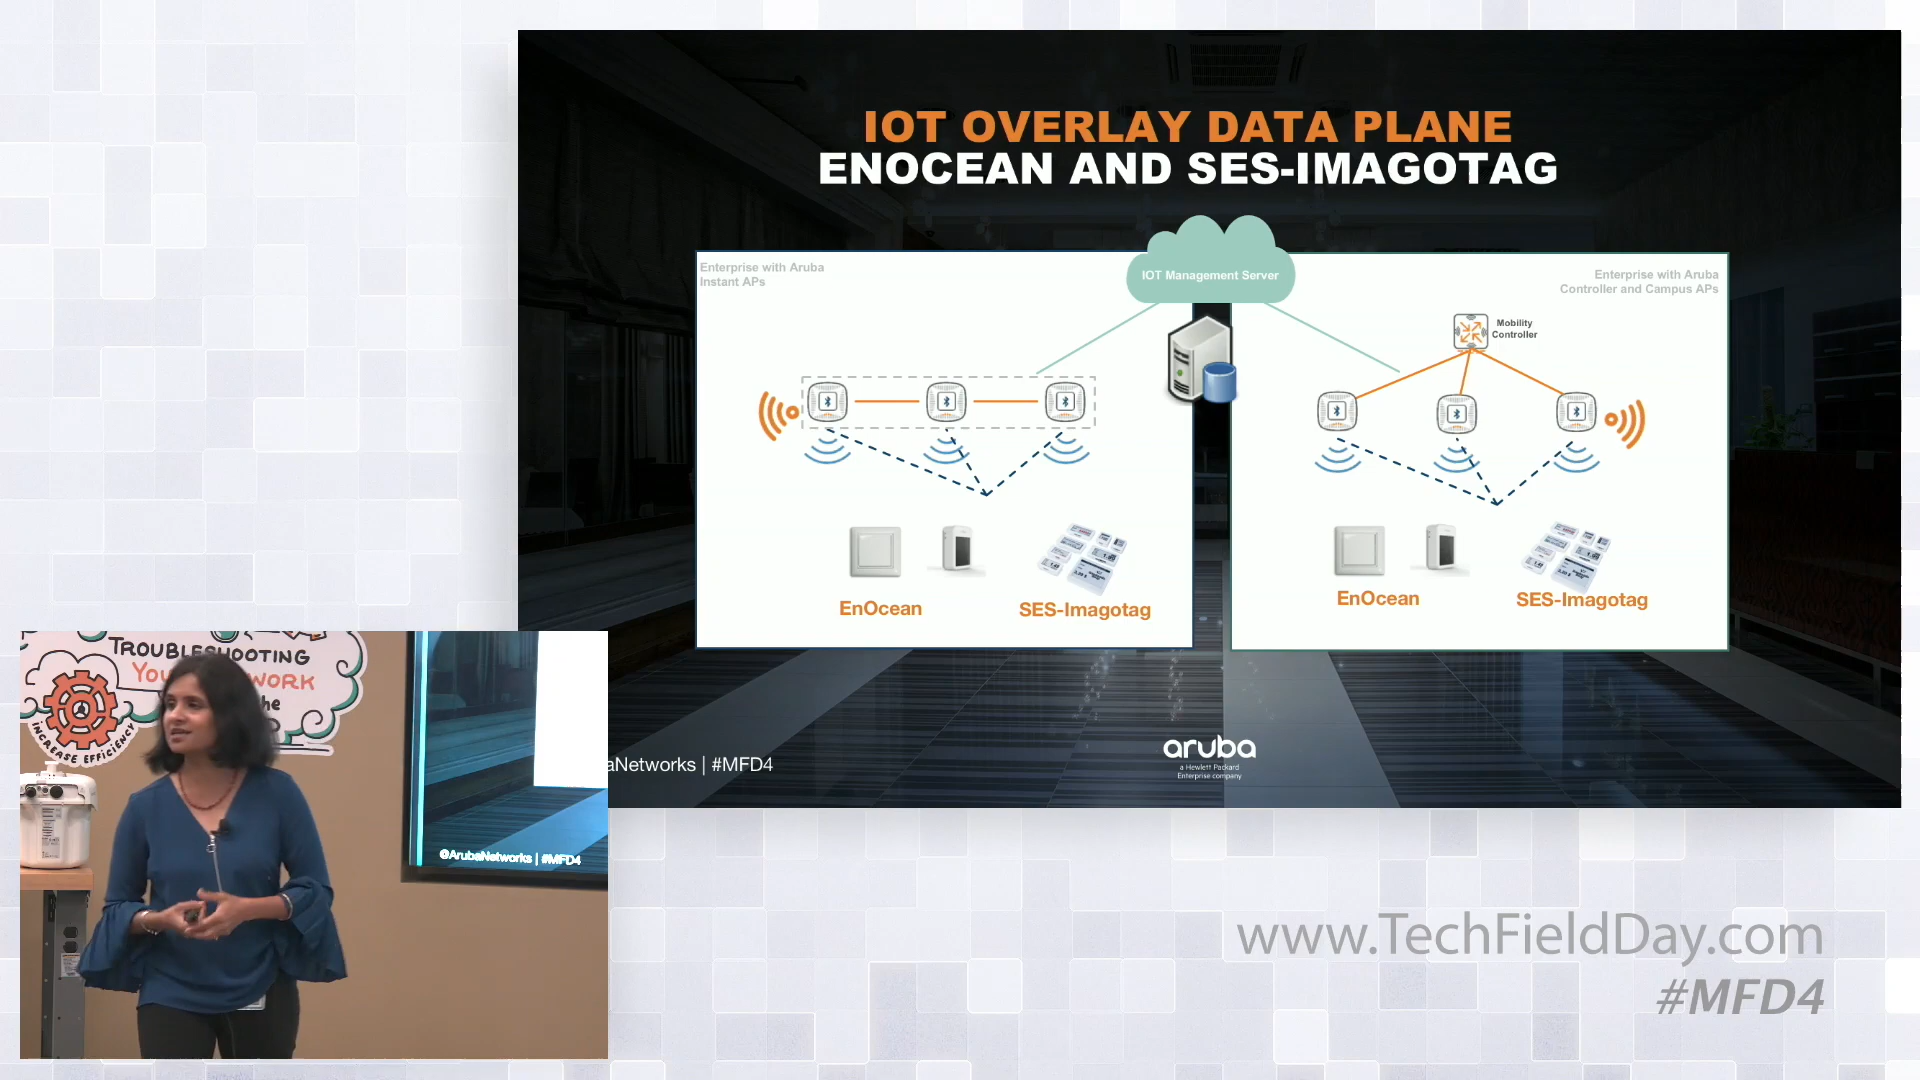 IOT OVERLAY DATA PLANE
ENOCEAN AND SES-IMAGOTAG
IOT Management Server
Enterprise with Aruba
Instant APs
EnOcean
SES-Imagotag
Enterprise with Aruba
Controller and Campus APs
Mobility
Controller
EnOcean
SES-Imagotag
aNetworks | #MFD4
aruba
a Hewlett Packard
Enterprise company
TROUBLESHOOTING
INCREASE EFFICIENCY
@ArubaNetworks | #MFD4
www.TechFieldDay.com
#MFD4